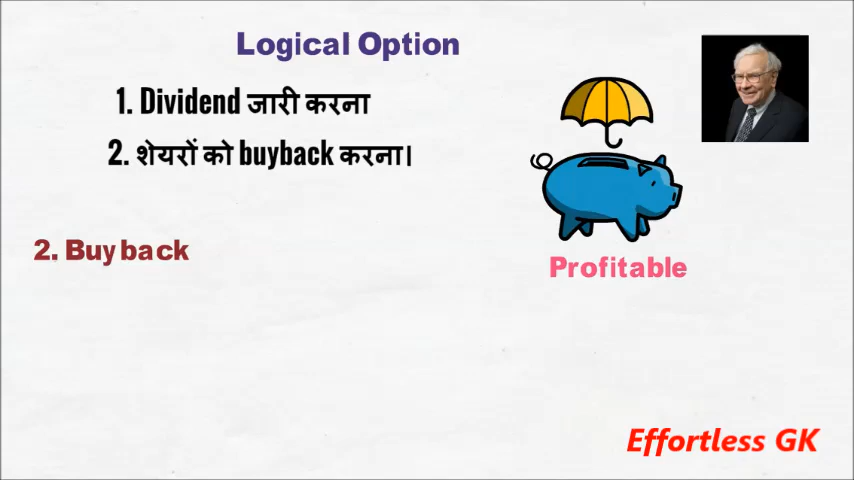 Logical Option
1. Dividend जारी करना
2. शेयरों को buyback करना।
2. Buyback
Profitable
Effortless GK